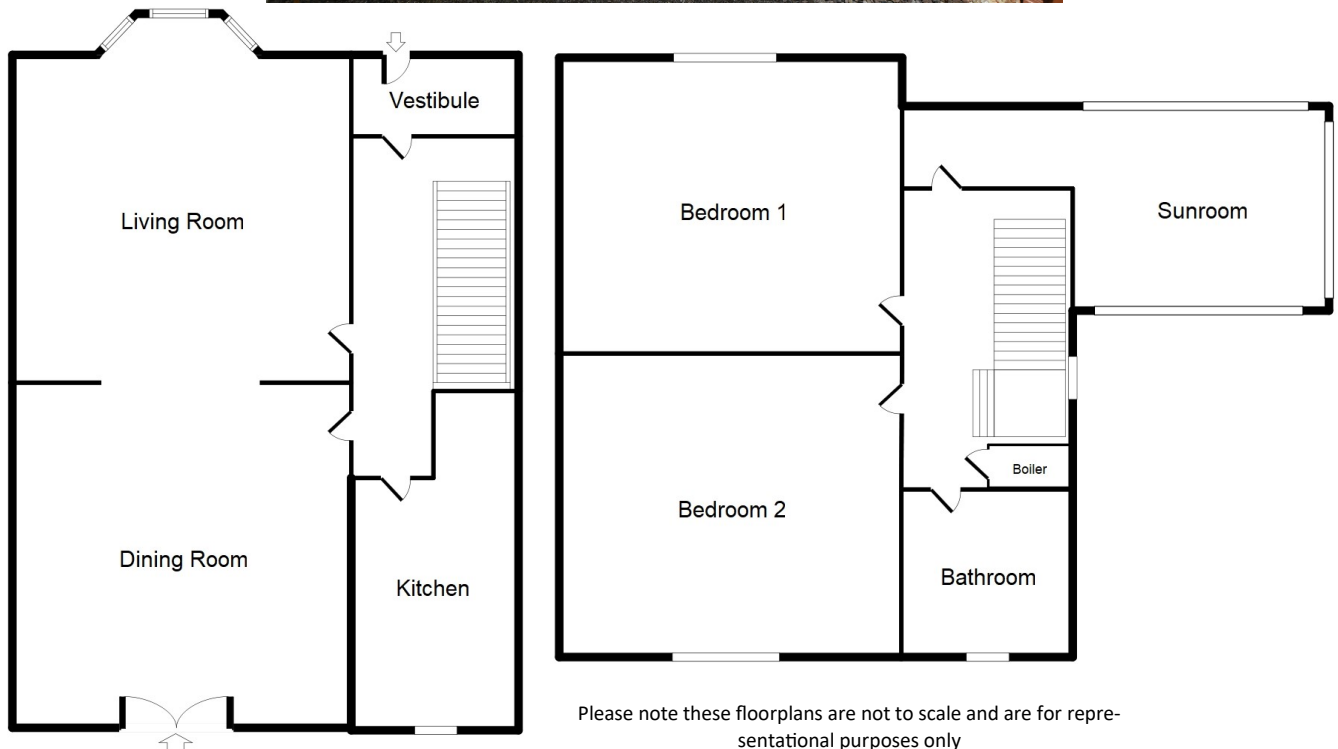 Vestibule
Living Room
Dining Room
Kitchen
Bedroom 1
Sunroom
Boiler
Bedroom 2
Bathroom
Please note these floorplans are not to scale and are for repre-
sentational purposes only